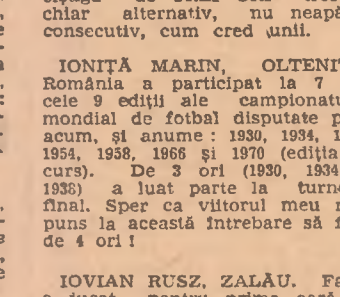 chiar alternativ, nu neapă
consecutiv, cum cred unii.
IONIȚĂ MARIN, OLTENIȚ
România a participat la 7
cele 9 ediții ale campionatu
mondial de fotbal disputate p
acum, și anume : 1930, 1934, 1
1954, 1958, 1966 și 1970 (ediția
curs). De 3 ori (1930, 1934
1938) a luat parte la turn
final. Sper ca viitorul meu r
puns la această întrebare să f
de 4 ori !
IOVIAN RUSZ, ZALĂU. Fa